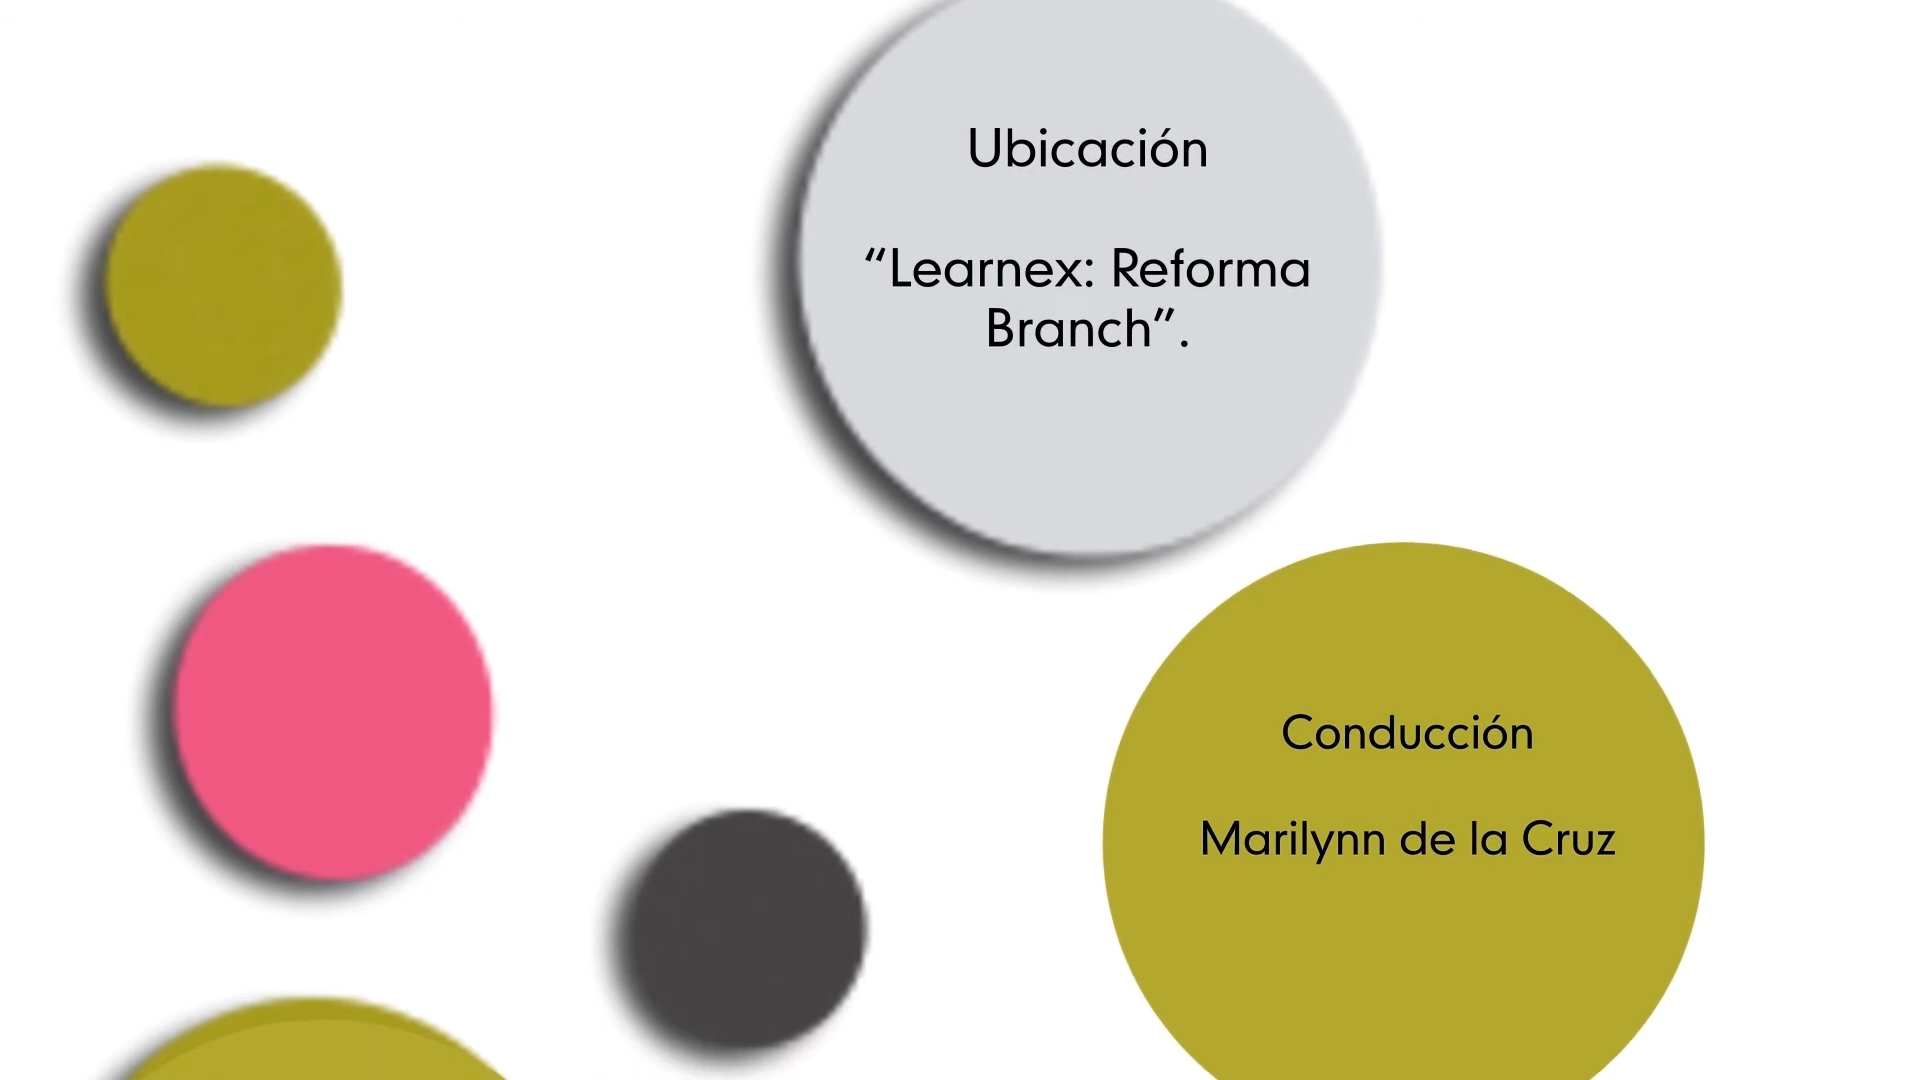 Ubicación
“Learnex: Reforma
Branch”.
Conducción
Marilynn de la Cruz